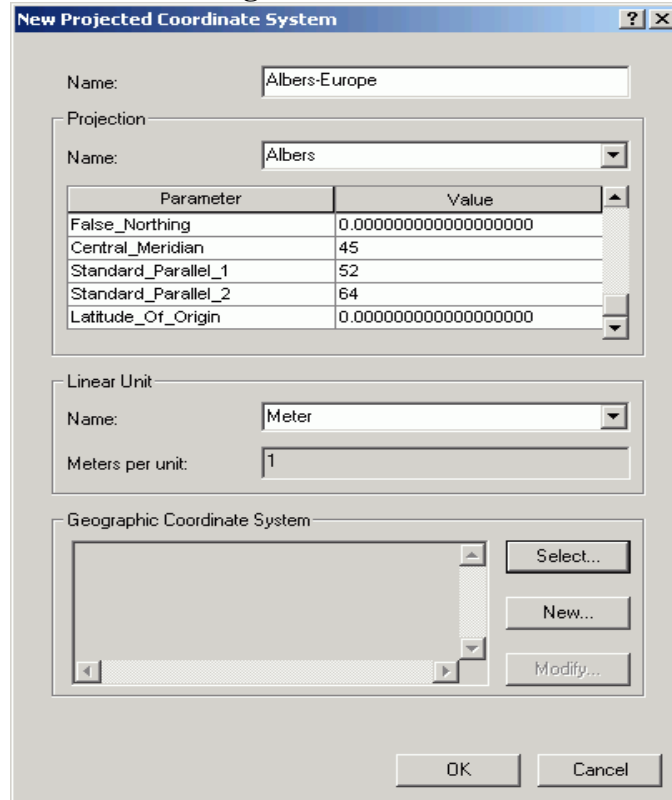 New Projected Coordinate System
Name: Albers-Europe
Projection
Name: Albers
Parameter Value
False_Northing 0.000000000000000000
Central_Meridian 45
Standard_Parallel_1 52
Standard_Parallel_2 64
Latitude_Of_Origin 0.000000000000000000
Linear Unit
Name: Meter
Meters per unit: 1
Geographic Coordinate System
Select...
New...
Modify...
OK Cancel